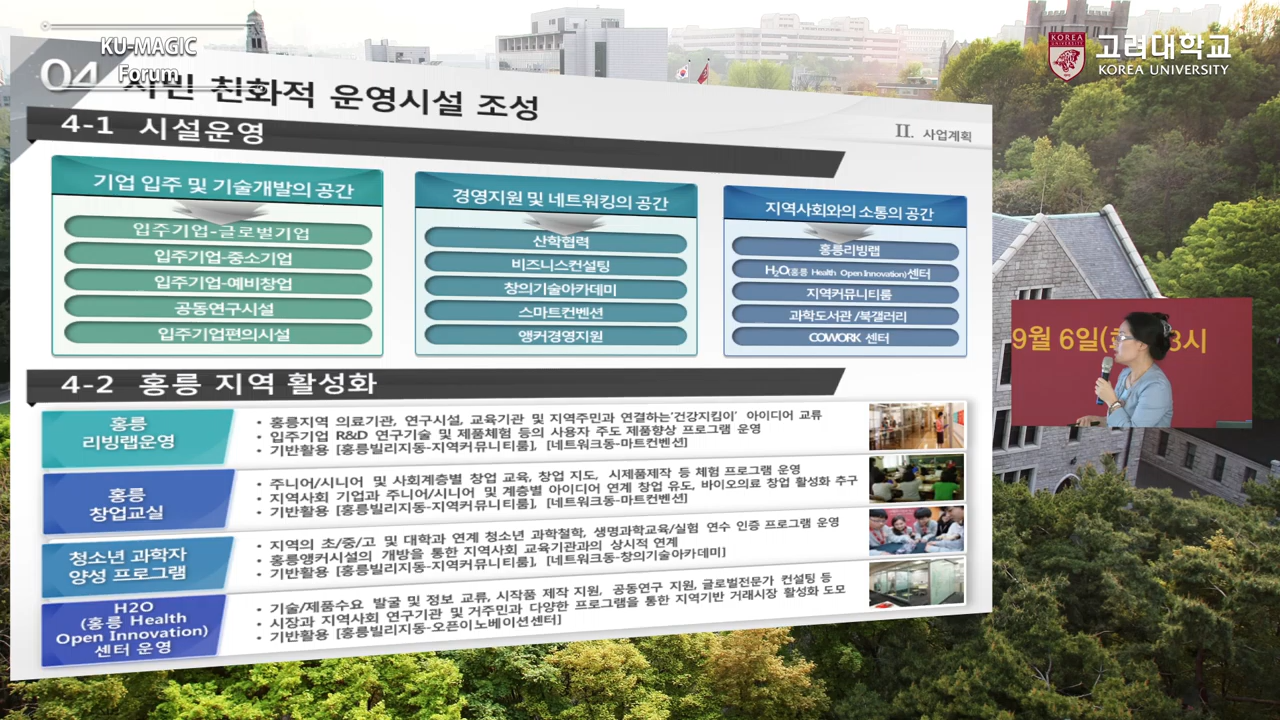 KU-MAGIC
Forum
04 시민 친화적 운영시설 조성
KOREA
UNIVERSITY
고려대학교
KOREA UNIVERSITY
4-1 시설운영
II. 사업계획
기업 입주 및 기술개발의 공간
입주기업-글로벌기업
입주기업-중소기업
입주기업-예비창업
공동연구시설
입주기업편의시설
경영지원 및 네트워킹의 공간
산학협력
비즈니스컨설팅
창의기술아카데미
스마트컨벤션
앵커경영지원
지역사회와의 소통의 공간
홍릉리빙랩
H2O(홍릉 Health Open Innovation)센터
지역커뮤니티룸
과학도서관/북갤러리
COWORK 센터
9월 6일(화) 3시
4-2 홍릉 지역 활성화
홍릉
리빙랩운영
• 홍릉지역 의료기관, 연구시설, 교육기관 및 지역주민과 연결하는'건강지킴이' 아이디어 교류
• 입주기업 R&D 연구기술 및 제품체험 등의 사용자 주도 제품향상 프로그램 운영
• 기반활용 [홍릉빌리지동-지역커뮤니티룸], [네트워크동-마트컨벤션]
홍릉
창업교실
• 주니어/시니어 및 사회계층별 창업 교육, 창업 지도, 시제품제작 등 체험 프로그램 운영
• 지역사회 기업과 주니어/시니어 및 계층별 아이디어 연계 창업 유도, 바이오의료 창업 활성화 추구
• 기반활용 [홍릉빌리지동-지역커뮤니티룸], [네트워크동-마트컨벤션]
청소년 과학자
양성 프로그램
• 지역의 초/중/고 및 대학과 연계 청소년 과학철학, 생명과학교육/실험 연수 인증 프로그램 운영
• 홍릉앵커시설의 개방을 통한 지역사회 교육기관과의 상시적 연계
• 기반활용 [홍릉빌리지동-지역커뮤니티룸], [네트워크동-창의기술아카데미]
H2O
(홍릉 Health
Open Innovation)
센터 운영
• 기술/제품수요 발굴 및 정보 교류, 시작품 제작 지원, 공동연구 지원, 글로벌전문가 컨설팅 등
• 시장과 지역사회 연구기관 및 거주민과 다양한 프로그램을 통한 지역기반 거래시장 활성화 도모
• 기반활용 [홍릉빌리지동-오픈이노베이션센터]